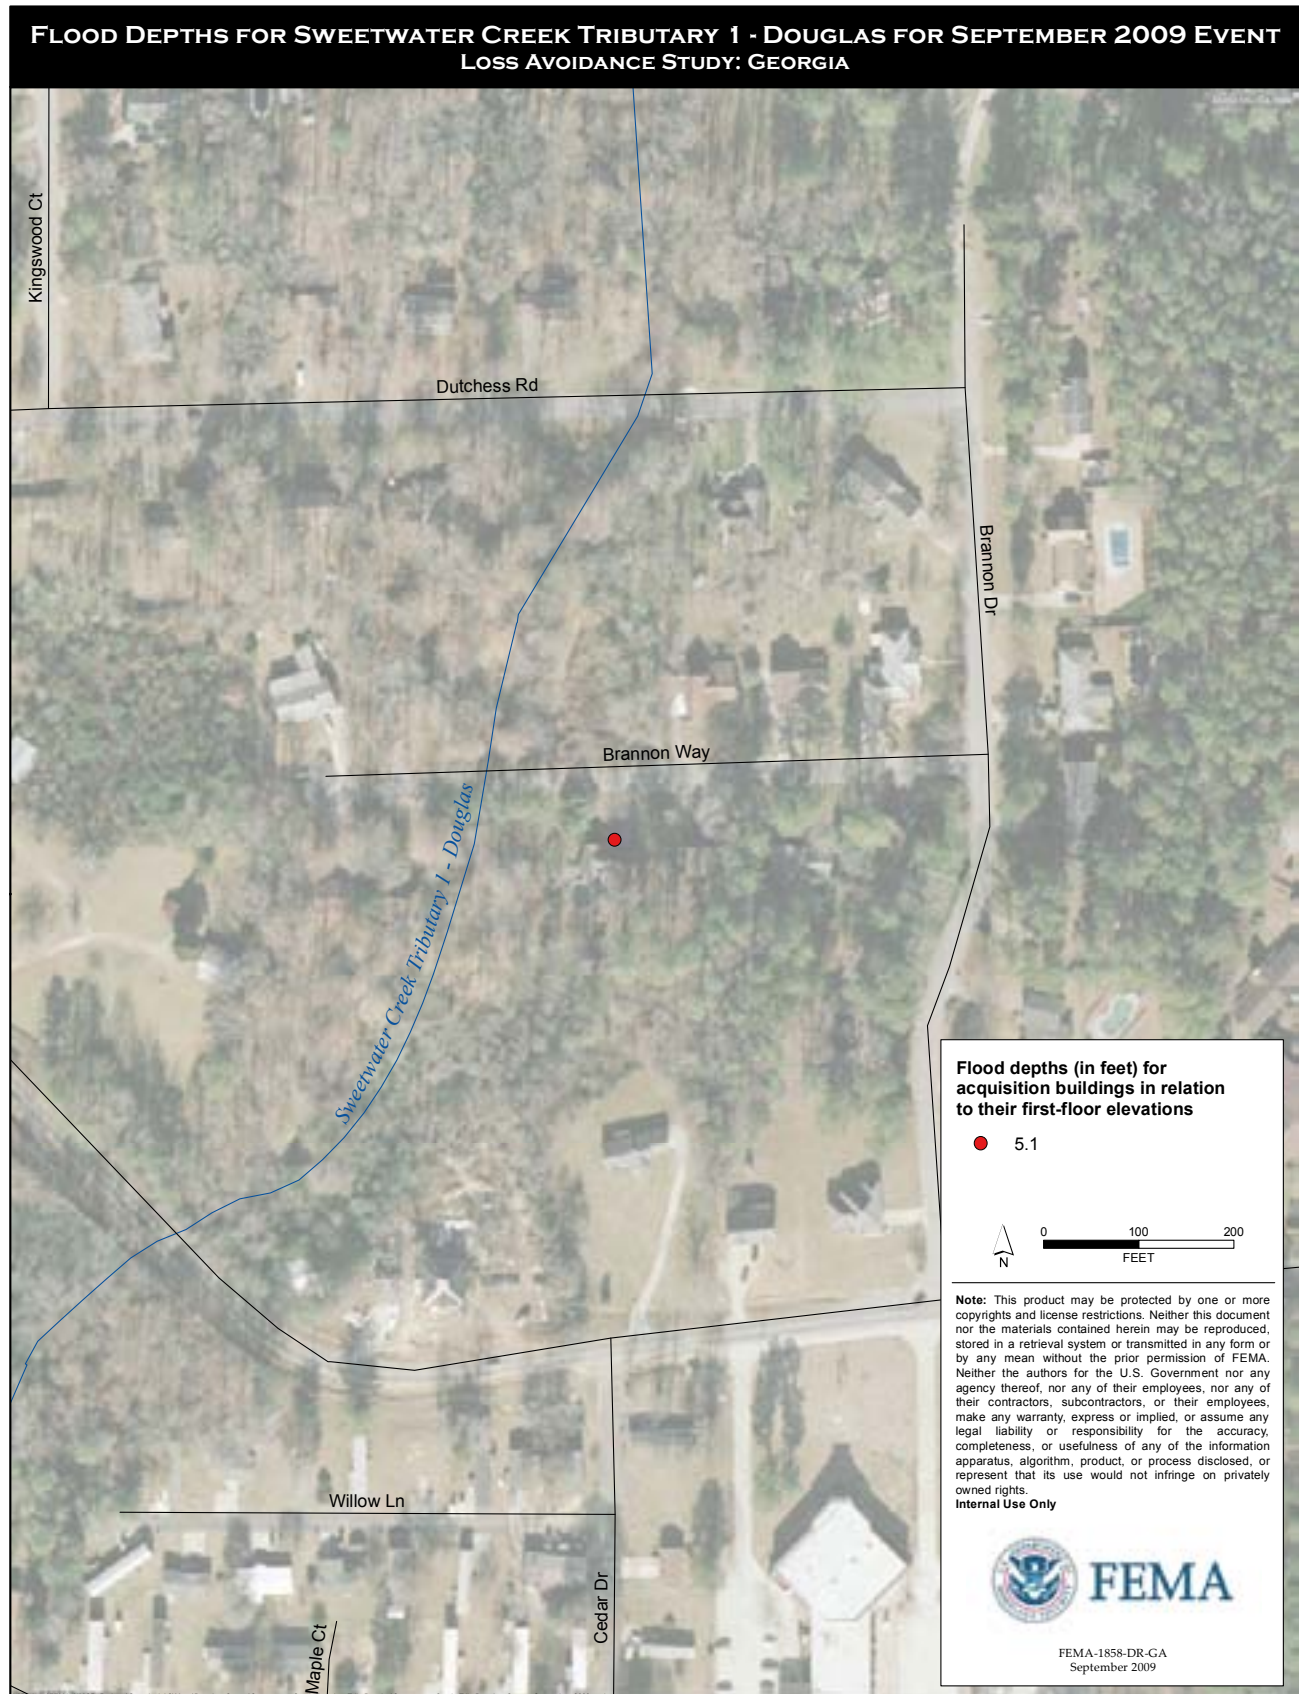 FLOOD DEPTHS FOR SWEETWATER CREEK TRIBUTARY 1 - DOUGLAS FOR SEPTEMBER 2009 EVENT
LOSS AVOIDANCE STUDY: GEORGIA
Kingswood Ct
Dutchess Rd
Brannon Dr
Brannon Way
Sweetwater Creek Tributary 1 - Douglas
Willow Ln
Cedar Dr
Maple Ct
Flood depths (in feet) for
acquisition buildings in relation
to their first-floor elevations
5.1
0 100 200
N
FEET
Note: This product may be protected by one or more
copyrights and license restrictions. Neither this document
nor the materials contained herein may be reproduced,
stored in a retrieval system or transmitted in any form or
by any mean without the prior permission of FEMA.
Neither the authors for the U.S. Government nor any
agency thereof, nor any of their employees, nor any of
their contractors, subcontractors, or their employees,
make any warranty, express or implied, or assume any
legal liability or responsibility for the accuracy,
completeness, or usefulness of any of the information
apparatus, algorithm, product, or process disclosed, or
represent that its use would not infringe on privately
owned rights.
Internal Use Only
FEMA
FEMA-1858-DR-GA
September 2009